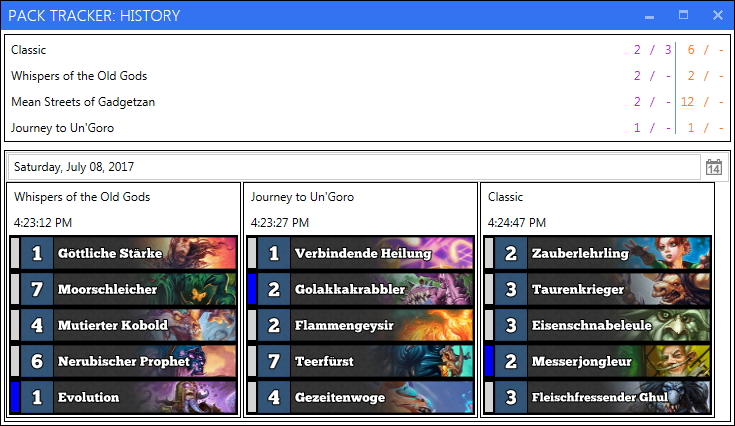 PACK TRACKER: HISTORY
Classic 2 / 3 6 / -
Whispers of the Old Gods 2 / - 2 / -
Mean Streets of Gadgetzan 2 / - 12 / -
Journey to Un'Goro 1 / - 1 / -
Saturday, July 08, 2017 14
Whispers of the Old Gods
4:23:12 PM
1 Göttliche Stärke
7 Moorschleicher
4 Mutierter Kobold
6 Nerubischer Prophet
1 Evolution
Journey to Un'Goro
4:23:27 PM
1 Verbindende Heilung
2 Golakkakrabbler
2 Flammengeysir
7 Teerfürst
4 Gezeitenwoge
Classic
4:24:47 PM
2 Zauberlehrling
3 Taurenkrieger
3 Eisenschnabeleule
2 Messerjongleur
3 Fleischfressender Ghul